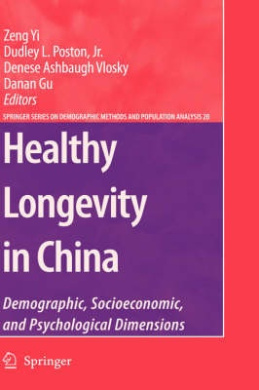 Zeng Yi
Dudley L. Poston, Jr.
Denese Ashbaugh Vlosky
Danan Gu
Editors
SPRINGER SERIES ON DEMOGRAPHIC METHODS AND POPULATION ANALYSIS 20
Healthy
Longevity
in China
Demographic, Socioeconomic,
and Psychological Dimensions
Springer